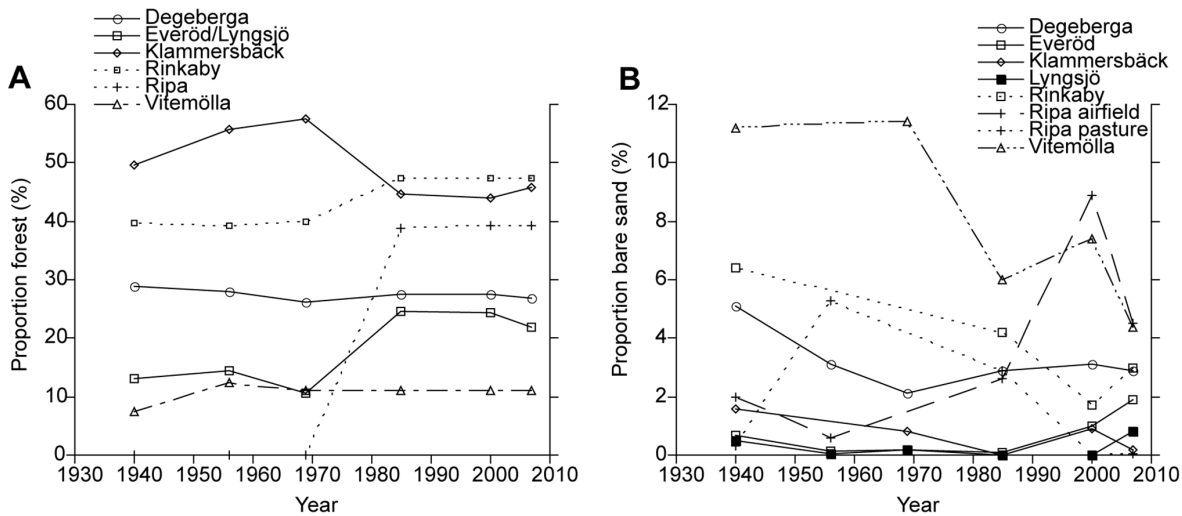 A
Degeberga
Everöd/Lyngsjö
Klammersbäck
Rinkaby
Ripa
Vitemölla
Proportion forest (%)
60
50
40
30
20
10
0
1930 1940 1950 1960 1970 1980 1990 2000 2010
Year
B
Degeberga
Everöd
Klammersbäck
Lyngsjö
Rinkaby
Ripa airfield
Ripa pasture
Vitemölla
Proportion bare sand (%)
12
10
8
6
4
2
0
1930 1940 1950 1960 1970 1980 1990 2000 2010
Year